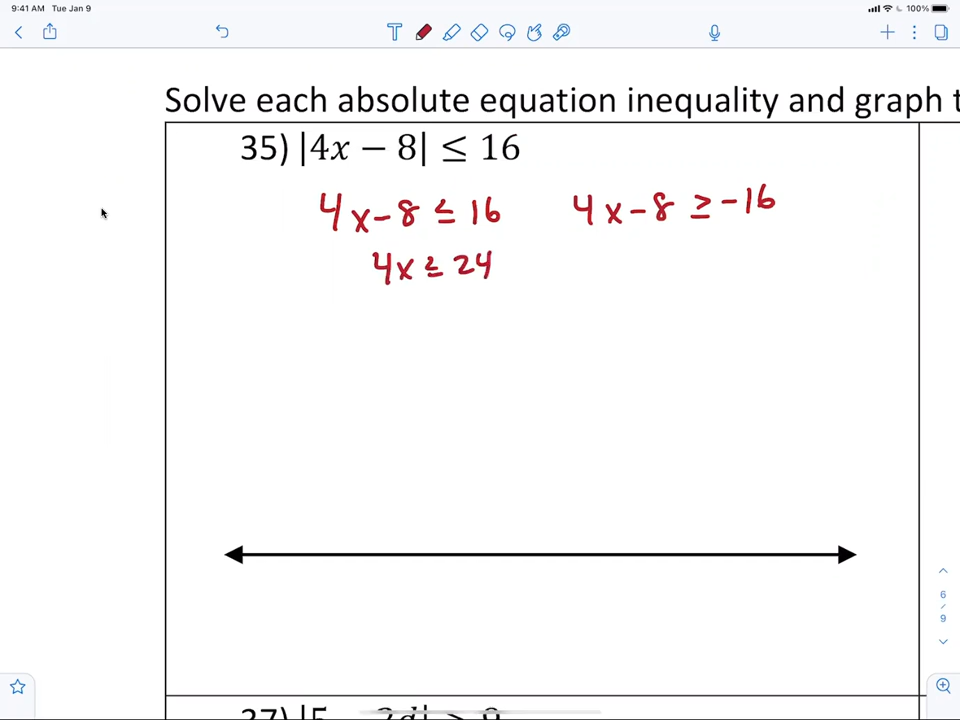 9:41 AM Tue Jan 9
100%
T
Solve each absolute equation inequality and graph t
35) |4x − 8| ≤ 16
4x-8 ≤ 16 4x-8 ≥ -16
4x ≤ 24
6
/
9